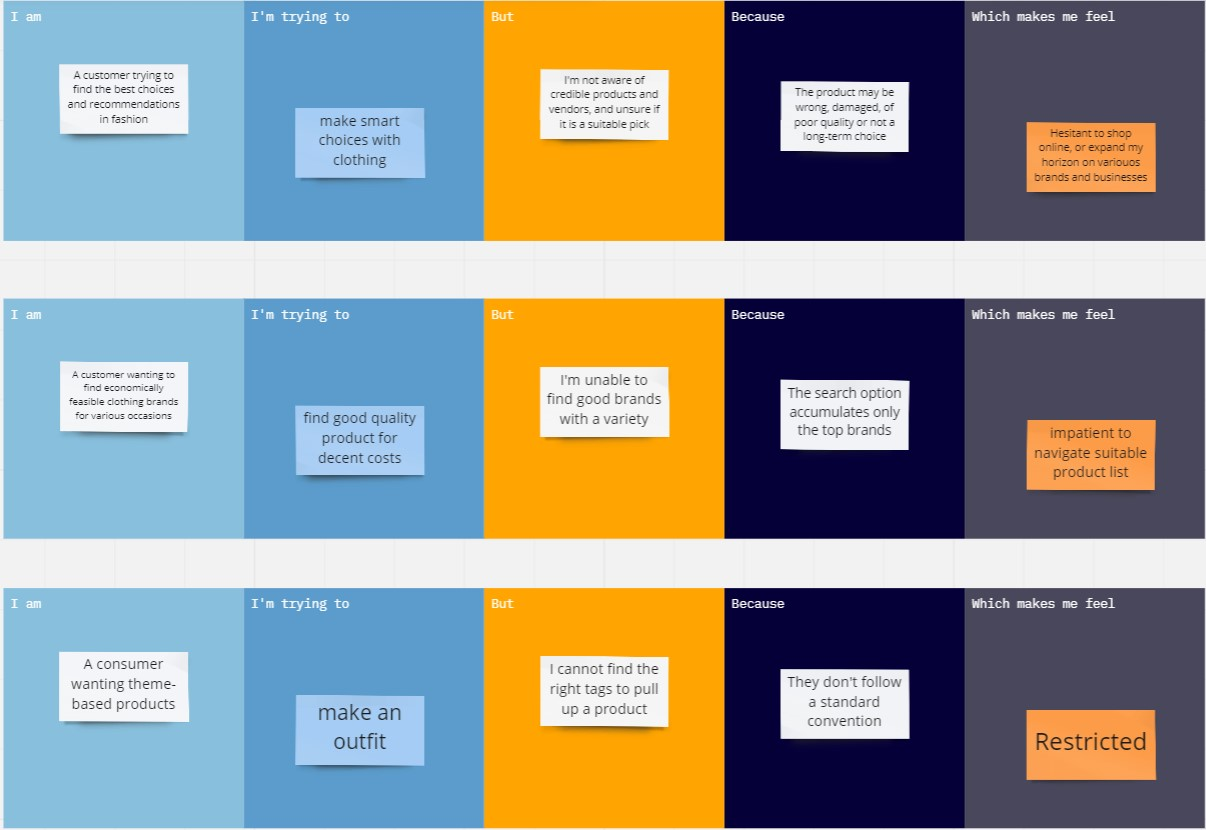 I am
I'm trying to
But
Because
Which makes me feel
A customer trying to
find the best choices
and recommendations
in fashion
make smart
choices with
clothing
I'm not aware of
credible products and
vendors, and unsure if
it is a suitable pick
The product may be
wrong, damaged, of
poor quality or not a
long-term choice
Hesitant to shop
online, or expand my
horizon on variouos
brands and businesses
I am
I'm trying to
But
Because
Which makes me feel
A customer wanting to
find economically
feasible clothing brands
for various occasions
find good quality
product for
decent costs
I'm unable to
find good brands
with a variety
The search option
accumulates only
the top brands
impatient to
navigate suitable
product list
I am
I'm trying to
But
Because
Which makes me feel
A consumer
wanting theme-
based products
make an
outfit
I cannot find the
right tags to pull
up a product
They don't follow
a standard
convention
Restricted